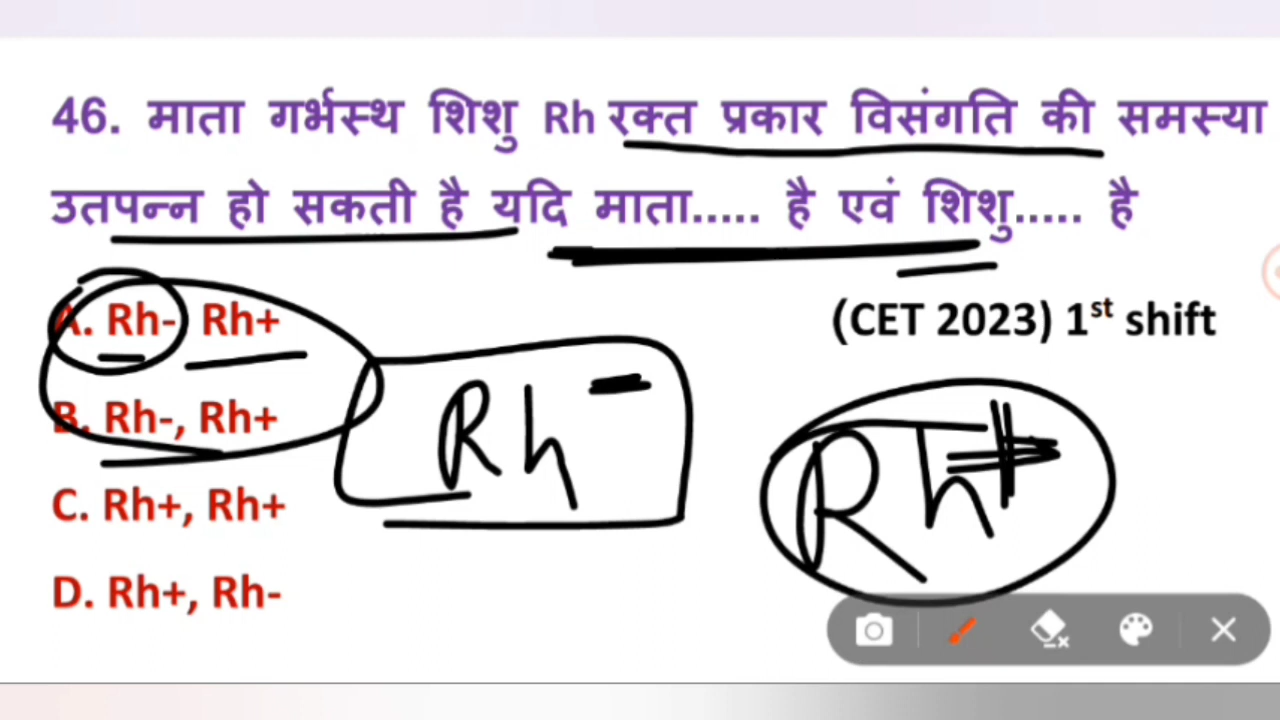 46. माता गर्भस्थ शिशु Rh रक्त प्रकार विसंगति की समस्या
उतपन्न हो सकती है यदि माता..... है एवं शिशु..... है
A. Rh- Rh+
(CET 2023) 1st shift
B. Rh-, Rh+
Rh-
Rh+
C. Rh+, Rh+
D. Rh+, Rh-